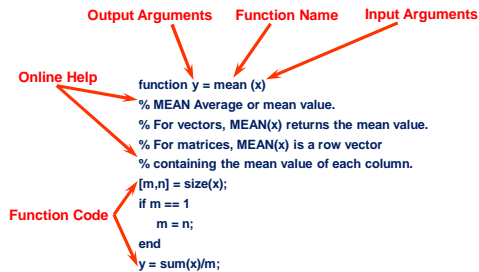 Output Arguments Function Name Input Arguments
Online Help
function y = mean (x)
% MEAN Average or mean value.
% For vectors, MEAN(x) returns the mean value.
% For matrices, MEAN(x) is a row vector
% containing the mean value of each column.
[m,n] = size(x);
if m == 1
Function Code
m = n;
end
y = sum(x)/m;